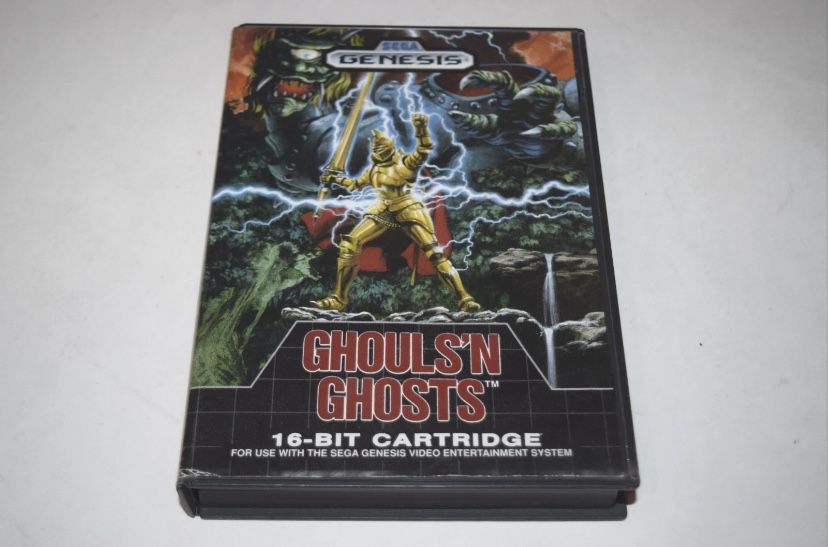 SEGA
GENESIS
GHOULS'N
GHOSTS™
16-BIT CARTRIDGE
FOR USE WITH THE SEGA GENESIS VIDEO ENTERTAINMENT SYSTEM